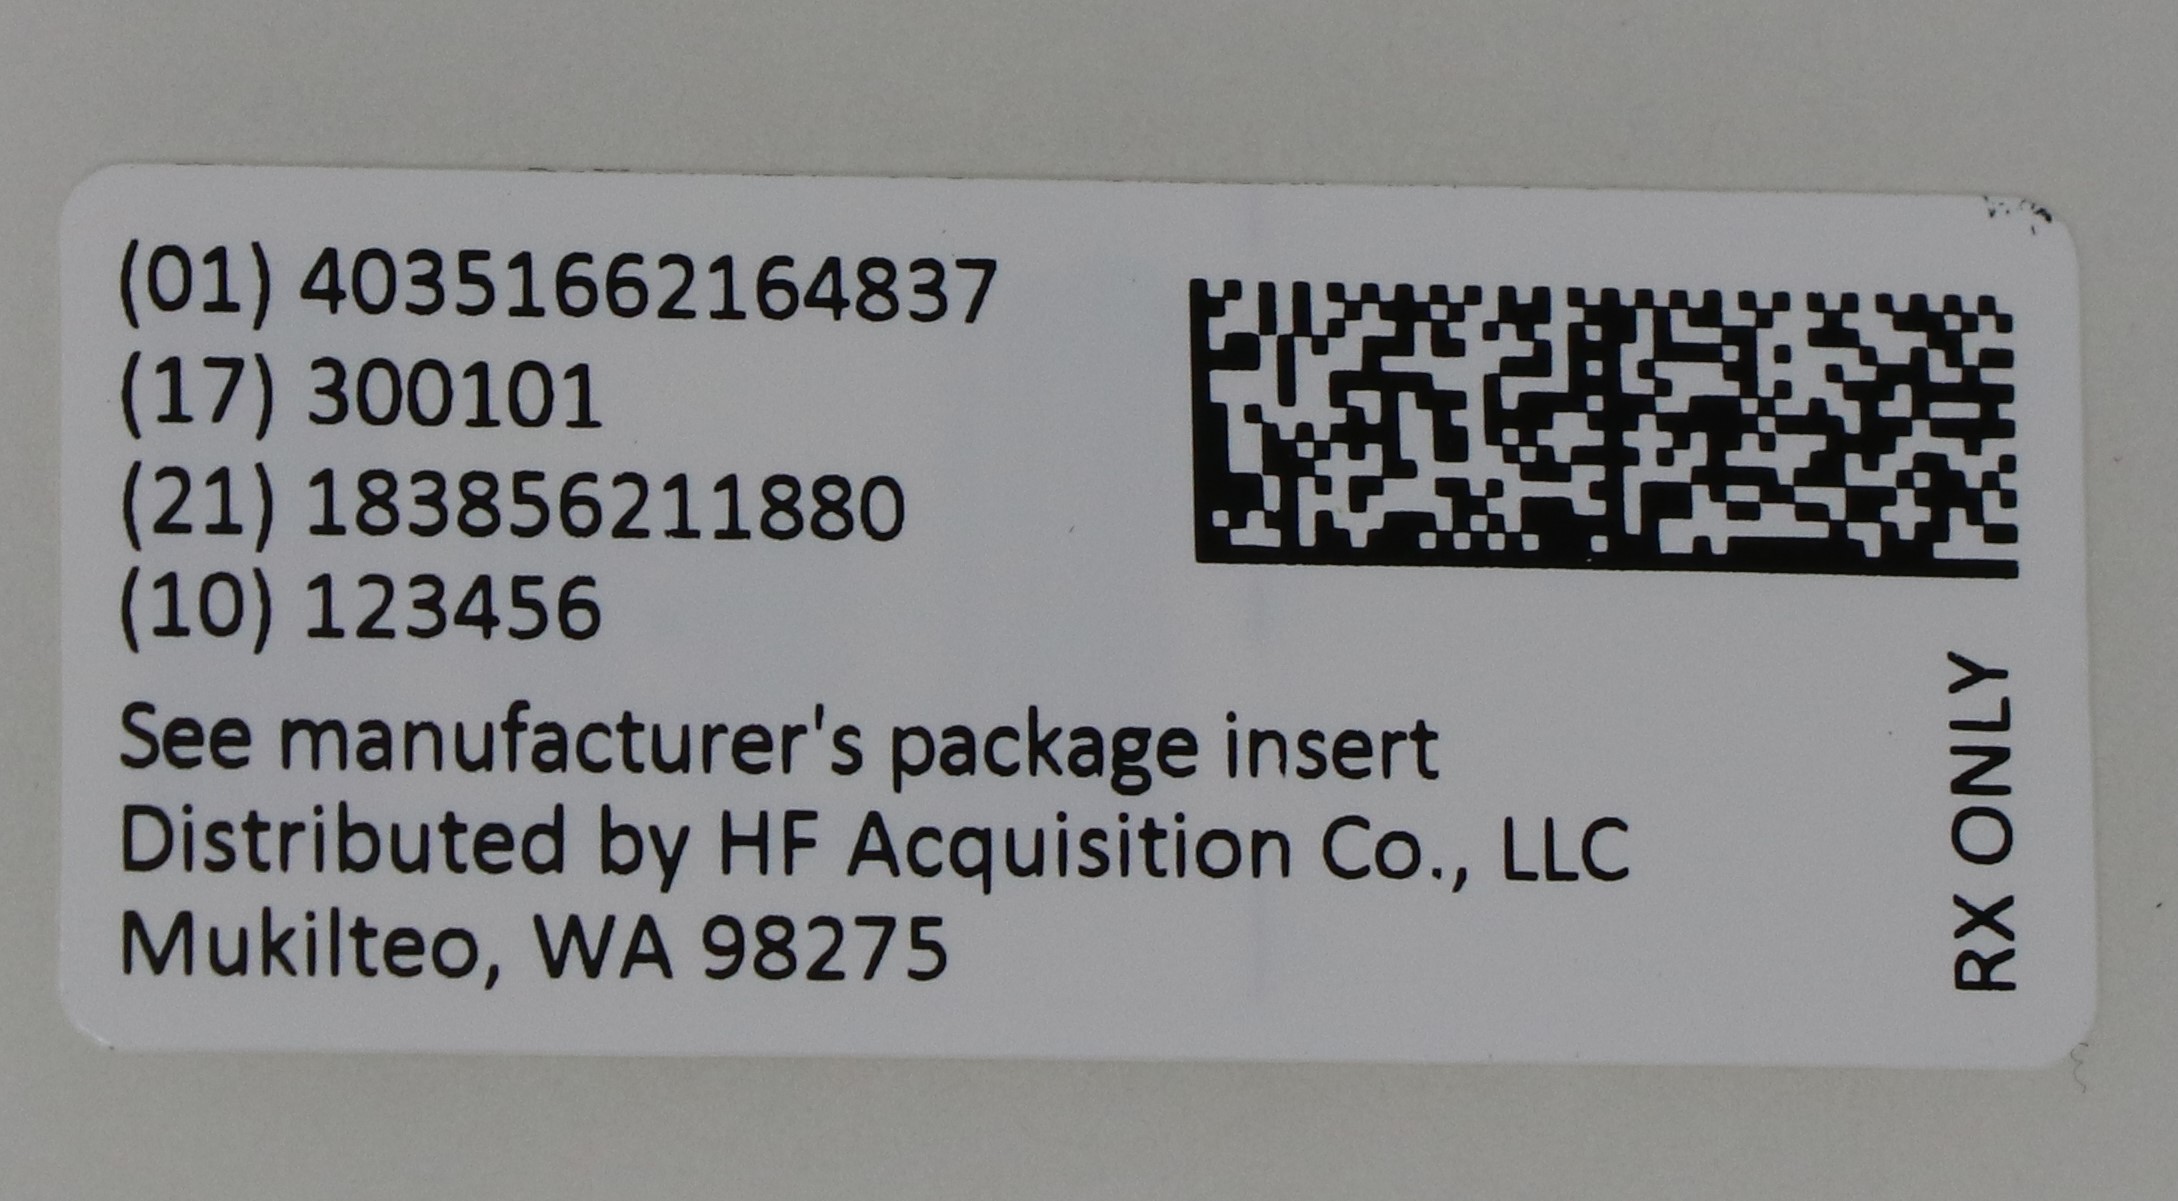 (01) 40351662164837
(17) 300101
(21) 183856211880
(10) 123456
See manufacturer's package insert
Distributed by HF Acquisition Co., LLC
Mukilteo, WA 98275
RX ONLY